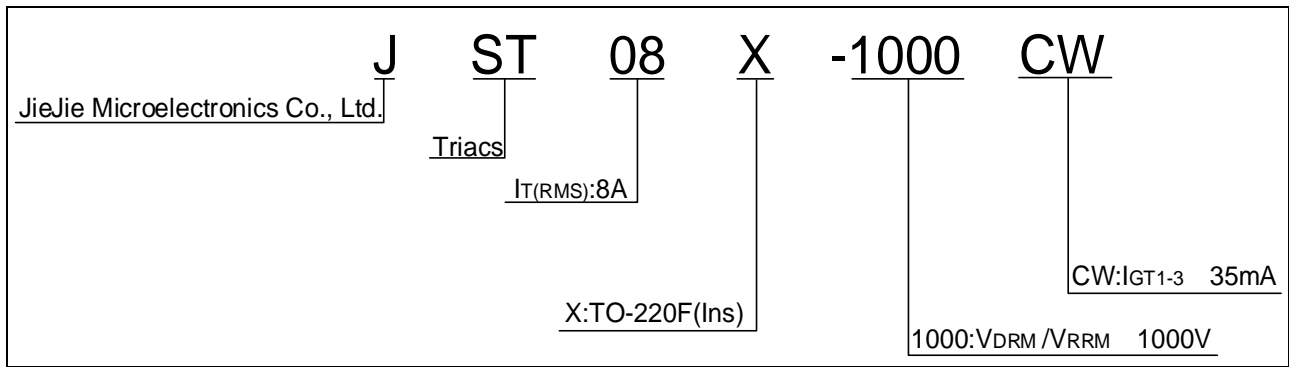 J ST 08 X -1000 CW
JieJie Microelectronics Co., Ltd.
Triacs
IT(RMS):8A
CW:IGT1-3 35mA
X:TO-220F(Ins)
1000:VDRM /VRRM 1000V